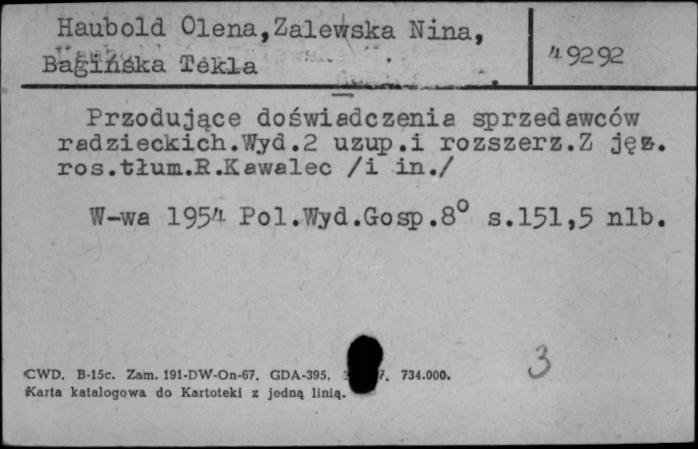 Haubold Olena,Zalewska Nina,
Bagińska Tekla
49292
Przodujące doświadczenia sprzedawców
radzieckich.Wyd.2 uzup.i rozszerz.Z jęz.
ros.tłum.R.Kawalec /i in./
W-wa 1954 Pol.Wyd.Gosp.8° s.151,5 nlb.
3
CWD. B-15c. Zam. 191-DW-On-67. GDA-395. 7. 734.000.
Karta katalogowa do Kartoteki z jedną linią.